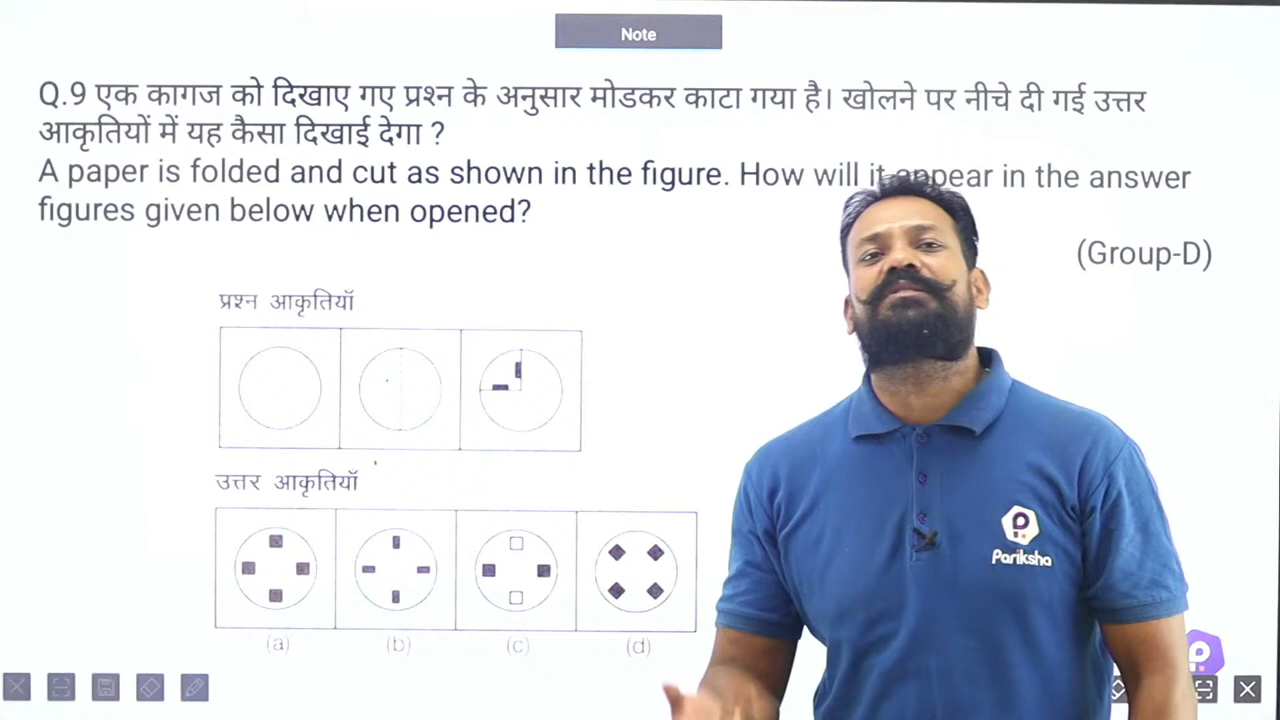 Note
Q.9 एक कागज को दिखाए गए प्रश्न के अनुसार मोडकर काटा गया है। खोलने पर नीचे दी गई उत्तर
आकृतियों में यह कैसा दिखाई देगा ?
A paper is folded and cut as shown in the figure. How will it appear in the answer
figures given below when opened?
(Group-D)
प्रश्न आकृतियाँ
उत्तर आकृतियाँ
(a) (b) (c) (d)
Pariksha